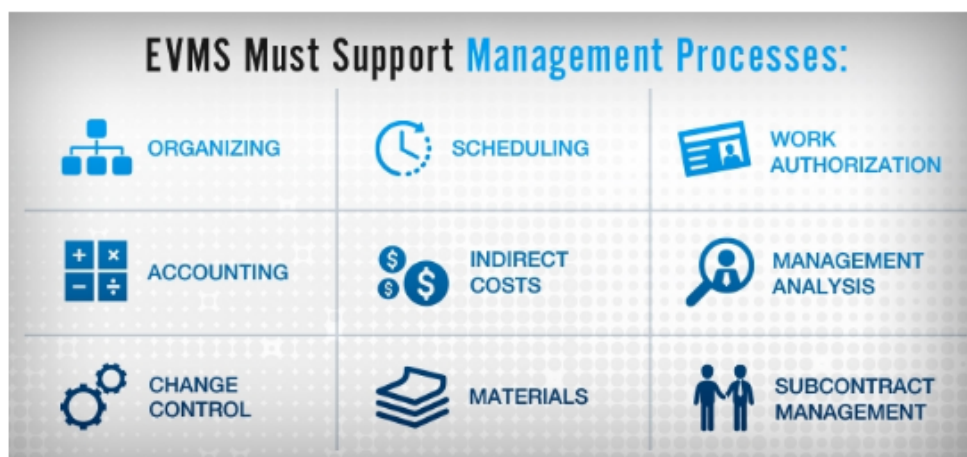 EVMS Must Support Management Processes:
ORGANIZING
SCHEDULING
WORK
AUTHORIZATION
ACCOUNTING
INDIRECT
COSTS
MANAGEMENT
ANALYSIS
CHANGE
CONTROL
MATERIALS
SUBCONTRACT
MANAGEMENT